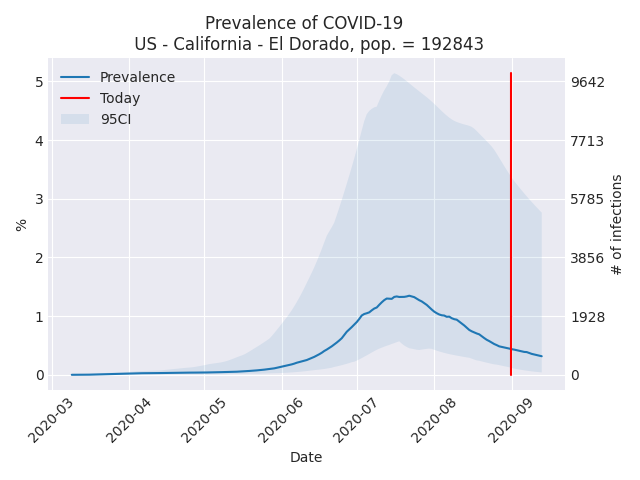 Prevalence of COVID-19
US - California - El Dorado, pop. = 192843
Prevalence
Today
95CI
%
5
4
3
2
1
0
9642
7713
5785
3856
1928
0
# of infections
2020-03
2020-04
2020-05
2020-06
2020-07
2020-08
2020-09
Date